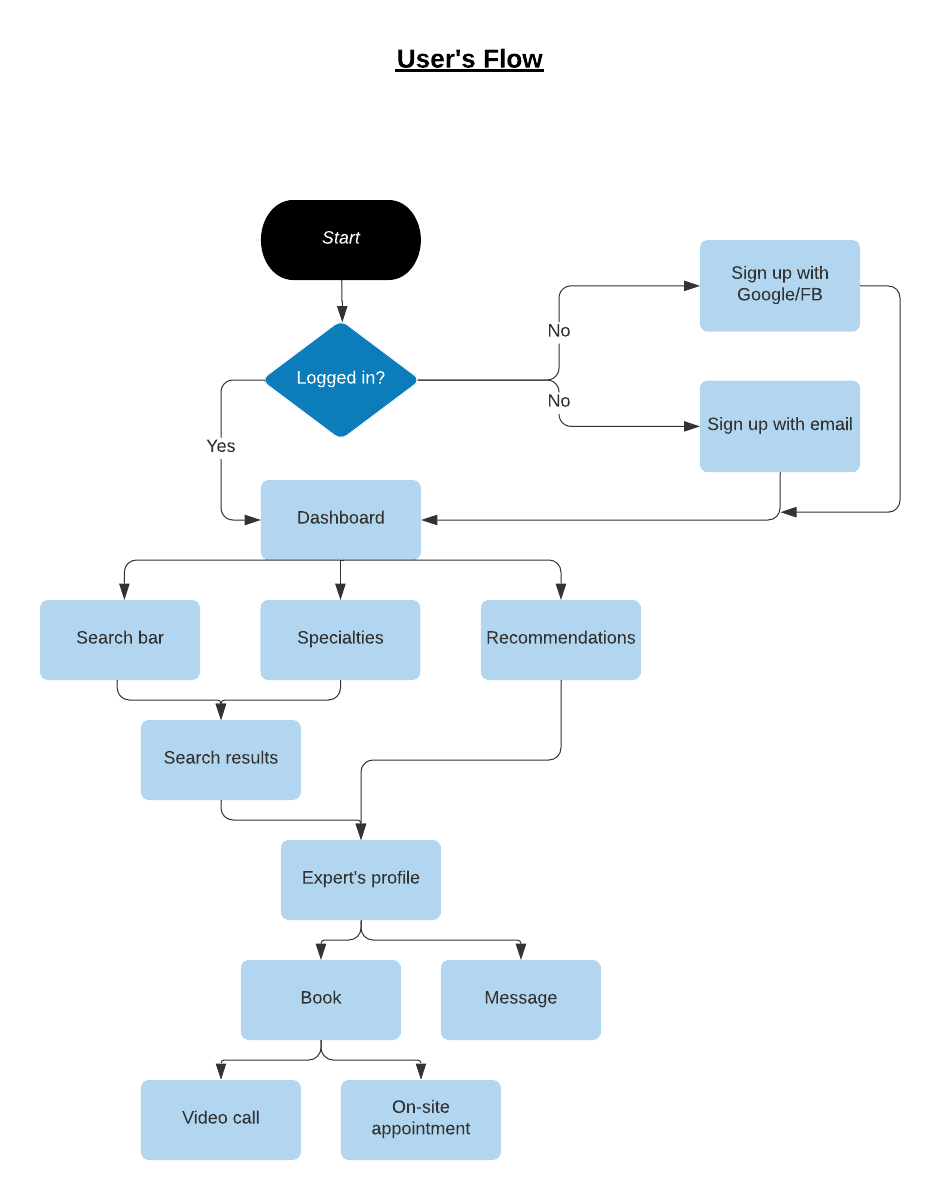 User's Flow
Start
Sign up with
Google/FB
No
Logged in?
No
Sign up with email
Yes
Dashboard
Search bar
Specialties
Recommendations
Search results
Expert's profile
Book
Message
Video call
On-site
appointment